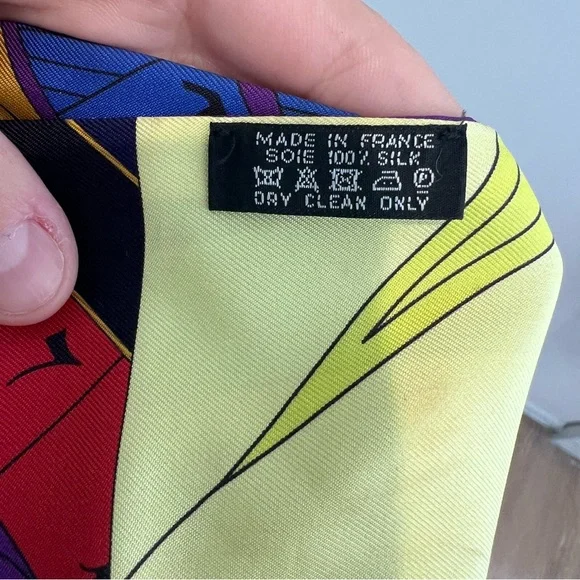 MADE IN FRANCE
SOIE 100% SILK
P
DRY CLEAN ONLY